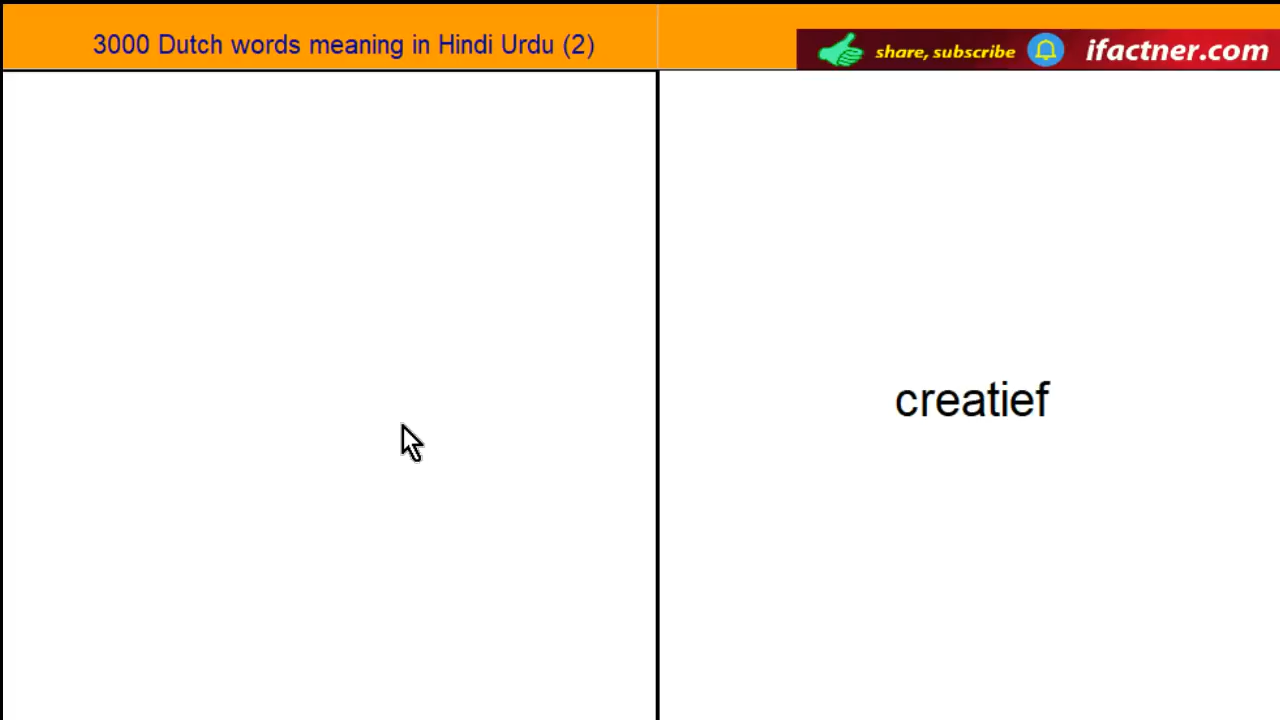 3000 Dutch words meaning in Hindi Urdu (2)
share, subscribe
ifactner.com
creatief